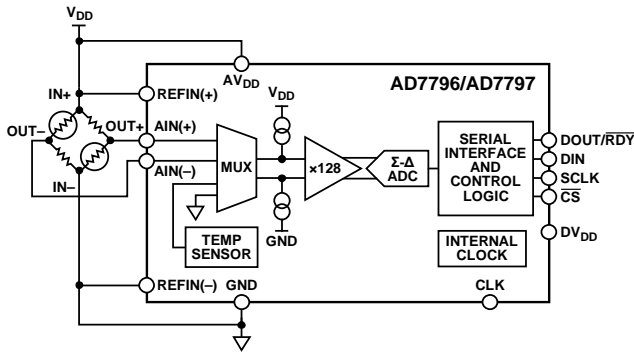 VDD
IN+
REFIN(+)
AVDD
AD7796/AD7797
OUT–
OUT+
AIN(+)
AIN(–)
IN–
MUX
VDD
×128
GND
Σ-Δ
ADC
SERIAL
INTERFACE
AND
CONTROL
LOGIC
DOUT/RDY
DIN
SCLK
CS
TEMP
SENSOR
INTERNAL
CLOCK
DVDD
REFIN(–)
GND
CLK